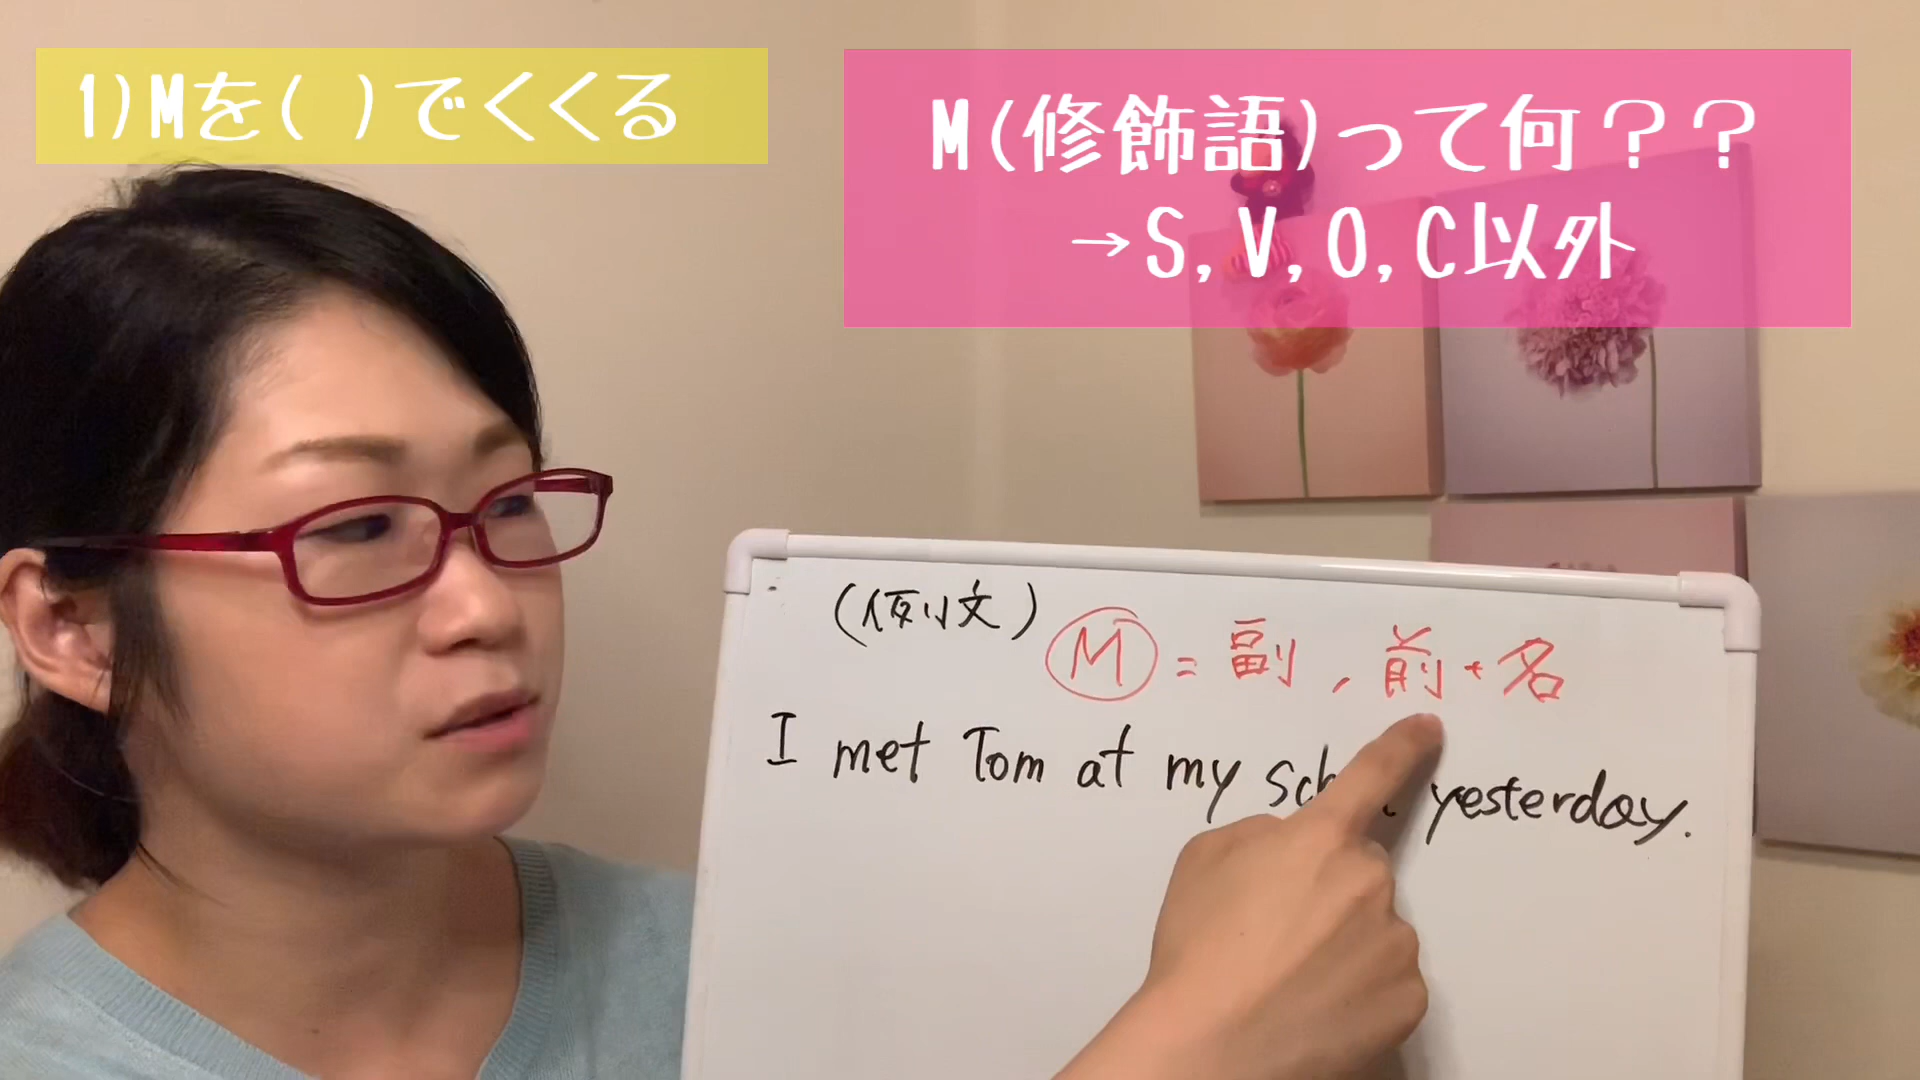 1)Mを( )でくくる
M(修飾語)って何？？
→S,V,O,C以外
(例文)
M = 副, 前+名
I met Tom at my yesterday.